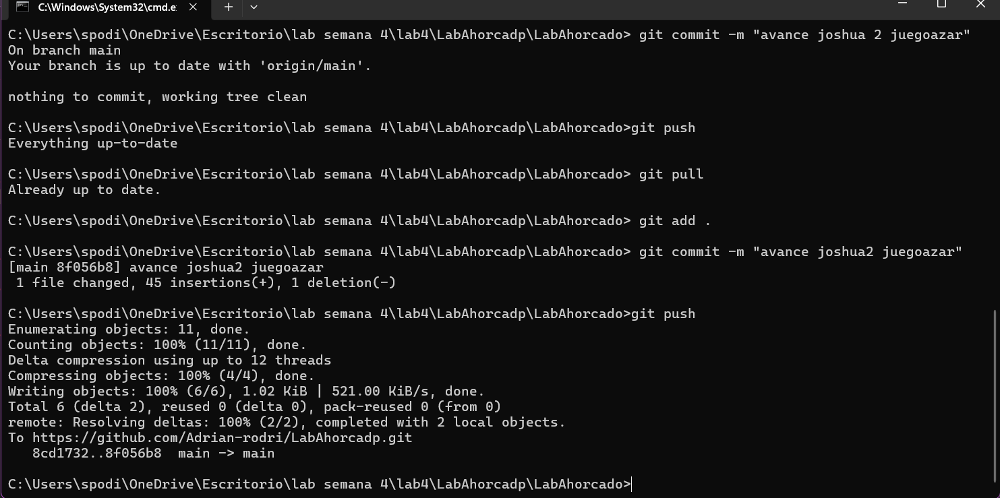 C:\Windows\System32\cmd.e
C:\Users\spodi\OneDrive\Escritorio\lab semana 4\lab4\LabAhorcadp\LabAhorcado> git commit -m "avance joshua 2 juegoazar"
On branch main
Your branch is up to date with 'origin/main'.
nothing to commit, working tree clean
C:\Users\spodi\OneDrive\Escritorio\lab semana 4\lab4\LabAhorcadp\LabAhorcado>git push
Everything up-to-date
C:\Users\spodi\OneDrive\Escritorio\lab semana 4\lab4\LabAhorcadp\LabAhorcado> git pull
Already up to date.
C:\Users\spodi\OneDrive\Escritorio\lab semana 4\lab4\LabAhorcadp\LabAhorcado> git add .
C:\Users\spodi\OneDrive\Escritorio\lab semana 4\lab4\LabAhorcadp\LabAhorcado> git commit -m "avance joshua2 juegoazar"
[main 8f056b8] avance joshua2 juegoazar
 1 file changed, 45 insertions(+), 1 deletion(-)
C:\Users\spodi\OneDrive\Escritorio\lab semana 4\lab4\LabAhorcadp\LabAhorcado>git push
Enumerating objects: 11, done.
Counting objects: 100% (11/11), done.
Delta compression using up to 12 threads
Compressing objects: 100% (4/4), done.
Writing objects: 100% (6/6), 1.02 KiB | 521.00 KiB/s, done.
Total 6 (delta 2), reused 0 (delta 0), pack-reused 0 (from 0)
remote: Resolving deltas: 100% (2/2), completed with 2 local objects.
To https://github.com/Adrian-rodri/LabAhorcadp.git
   8cd1732..8f056b8  main -> main
C:\Users\spodi\OneDrive\Escritorio\lab semana 4\lab4\LabAhorcadp\LabAhorcado>